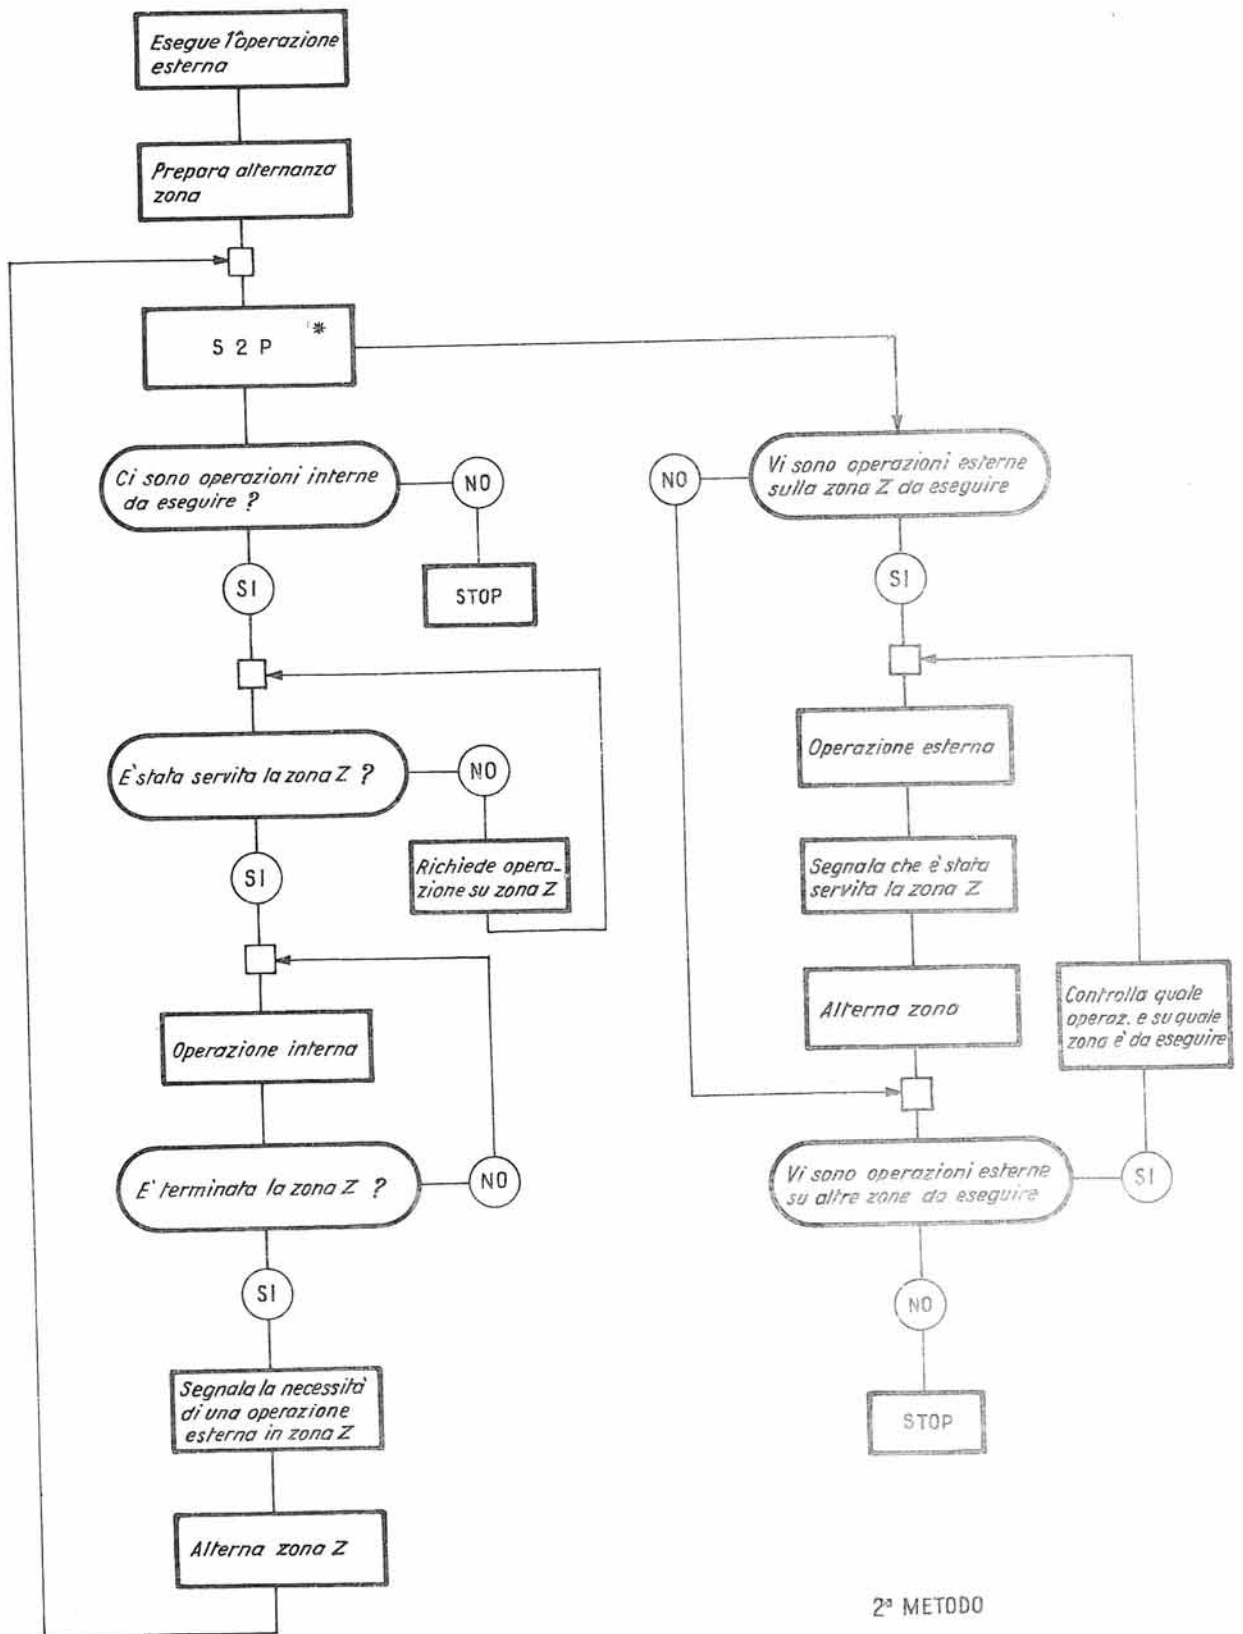 Esegue 1ª operazione
esterna
Prepara alternanza
zona
S 2 P *
Ci sono operazioni interne
da eseguire ?
NO
STOP
SI
E' stata servita la zona Z ?
NO
Richiede opera-
zione su zona Z
SI
Operazione interna
E' terminata la zona Z ?
NO
SI
Segnala la necessità
di una operazione
esterna in zona Z
Alterna zona Z
Vi sono operazioni esterne
sulla zona Z da eseguire
NO
SI
Operazione esterna
Segnala che è stata
servita la zona Z
Alterna zona
Controlla quale
operaz. e su quale
zona è da eseguire
Vi sono operazioni esterne
su altre zone da eseguire
SI
NO
STOP
2º METODO